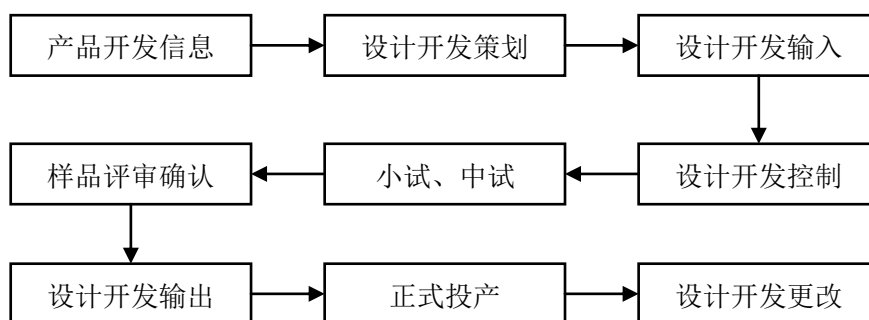 产品开发信息
设计开发策划
设计开发输入
设计开发控制
小试、中试
样品评审确认
设计开发输出
正式投产
设计开发更改